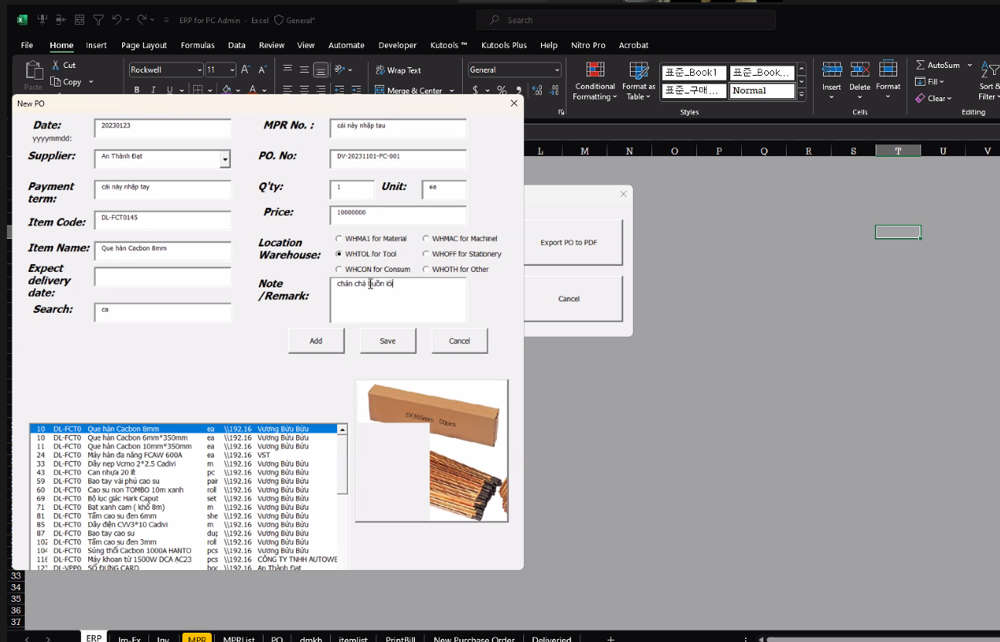 ERP for PC Admin - Excel General*
Search
File Home Insert Page Layout Formulas Data Review View Automate Developer Kutools ™ Kutools Plus Help Nitro Pro Acrobat
Cut
Copy
Paste
Rockwell 11
B I U
Wrap Text
Merge & Center
General
$ %
Conditional Formatting
Format as Table
표준_Book1 표준_Book...
표준_구매... Normal
Styles
Insert Delete Format
Cells
AutoSum
Fill
Clear
Sort &
Filter
Editing
L M N O P Q R S T U V
New PO
Date: 20230123
yyyymmdd:
Supplier: An Thành Đat
Payment term: cái này nhập tay
Item Code: DL-FCT0145
Item Name: Que hàn Cacbon 8mm
Expect delivery date:
Search: ca
MPR No. : cái này nhập tau
PO. No: DV-20231101-PC-001
Q'ty: 1 Unit: ea
Price: 10000000
Location Warehouse:
WHMA1 for Material WHMAC for Machinel
WHTOL for Tool WHOFF for Stationery
WHCON for Consum WHOTH for Other
Note /Remark:
chán chả
Add Save Cancel
Export PO to PDF
Cancel
8X355mm 50pcs
10 DL-FCT0 Que hàn Cacbon 8mm ea \\192.16 Vương Bửu Bửu
10 DL-FCT0 Que hàn Cacbon 6mm*350mm ea \\192.16 Vương Bửu Bửu
11 DL-FCT0 Que hàn Cacbon 10mm*350mm ea \\192.16 Vương Bửu Bửu
24 DL-FCT0 Máy hàn đa năng FCAW 600A ea \\192.16 VST
33 DL-FCT0 Dây nẹp Vcmo 2*2.5 Cadivi m \\192.16 Vương Bửu Bửu
43 DL-FCT0 Can nhựa 20 lít pc \\192.16 Vương Bửu Bửu
59 DL-FCT0 Bao tay vải phủ cao su pair \\192.16 Vương Bửu Bửu
60 DL-FCT0 Cao su non TOMBO 10m xanh roll \\192.16 Vương Bửu Bửu
69 DL-FCT0 Bộ lục giác Hark Caput set \\192.16 Vương Bửu Bửu
71 DL-FCT0 Bạt xanh cam ( khổ 8m) m \\192.16 Vương Bửu Bửu
81 DL-FCT0 Tấm cao su đen 6mm she \\192.16 Vương Bửu Bửu
85 DL-FCT0 Dây điện CVV3*10 Cadivi m \\192.16 Vương Bửu Bửu
87 DL-FCT0 Bao tay cao su \\192.16 Vương Bửu Bửu
DL-FCT0 Tấm cao su đen 3mm roll \\192.16 Vương Bửu Bửu
DL-FCT0 Súng thổi Cacbon 1000A HANTO pcs \\192.16 Vương Bửu Bửu
DL-FCT0 Máy khoan từ 1500W DCA AC23 pcs \\192.16 CÔNG TY TNHH AUTOWE
DL-VPP0 SỔ ĐỰNG CARD \\192.16 An Thành Đat
33
34
35
36
37
ERP Im-Ex Inv MPR MPRList PO dmkh itemlist PrintBill New Purchase Order Deliveried